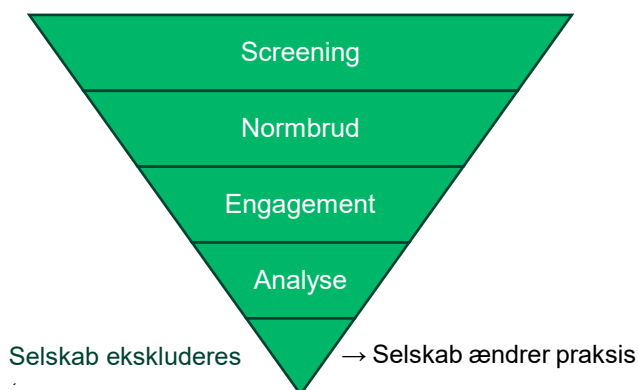 Screening
Normbrud
Engagement
Analyse
Selskab ekskluderes
→ Selskab ændrer praksis